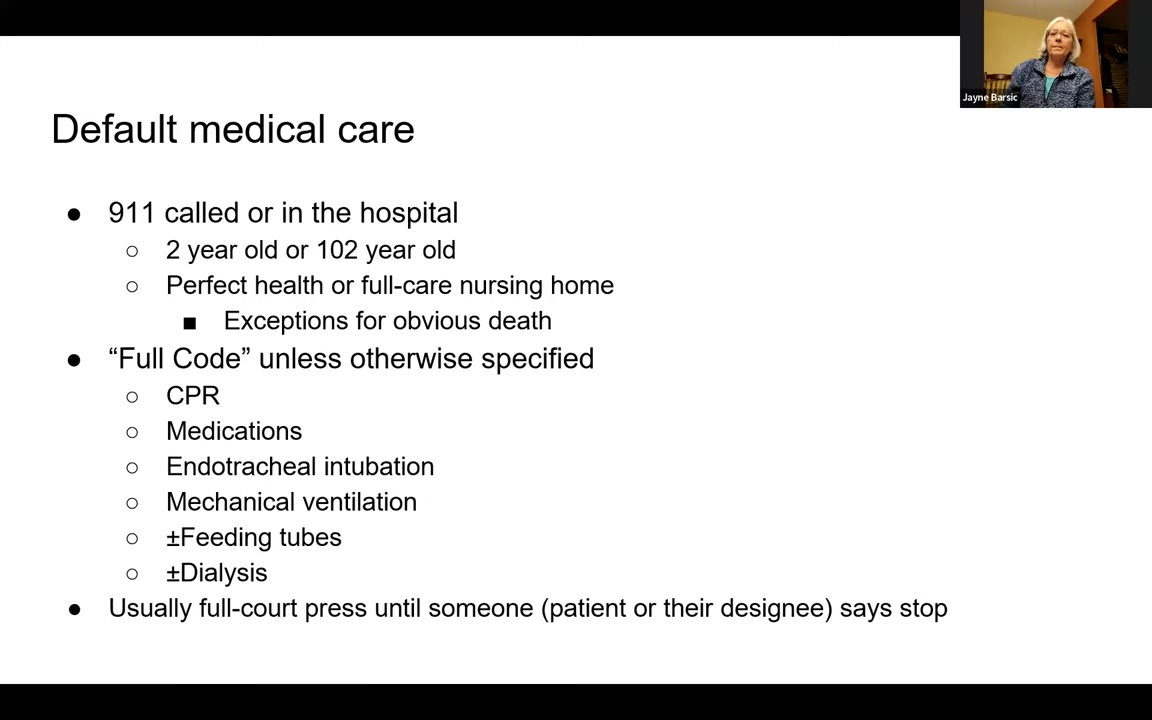 Jayne Barsic
Default medical care
● 911 called or in the hospital
○ 2 year old or 102 year old
○ Perfect health or full-care nursing home
■ Exceptions for obvious death
● “Full Code” unless otherwise specified
○ CPR
○ Medications
○ Endotracheal intubation
○ Mechanical ventilation
○ ±Feeding tubes
○ ±Dialysis
● Usually full-court press until someone (patient or their designee) says stop